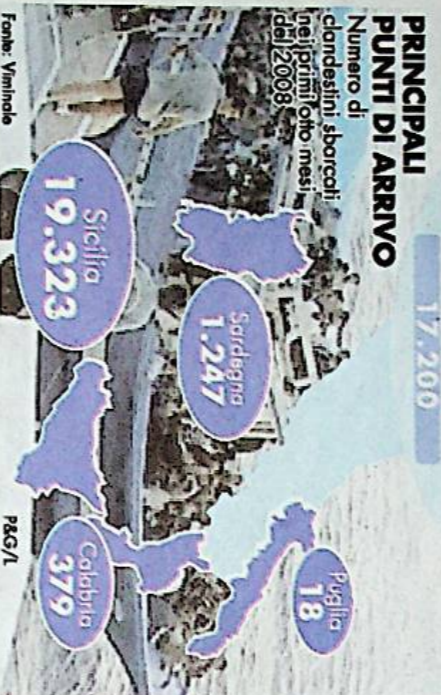 17.200
PRINCIPALI
PUNTI DI ARRIVO
Numero di
clandestini sbarcati
nei primi otto mesi
del 2008
Puglia
18
Sardegna
1.247
Sicilia
19.323
Calabria
379
Fonte: Viminale
P&G/L